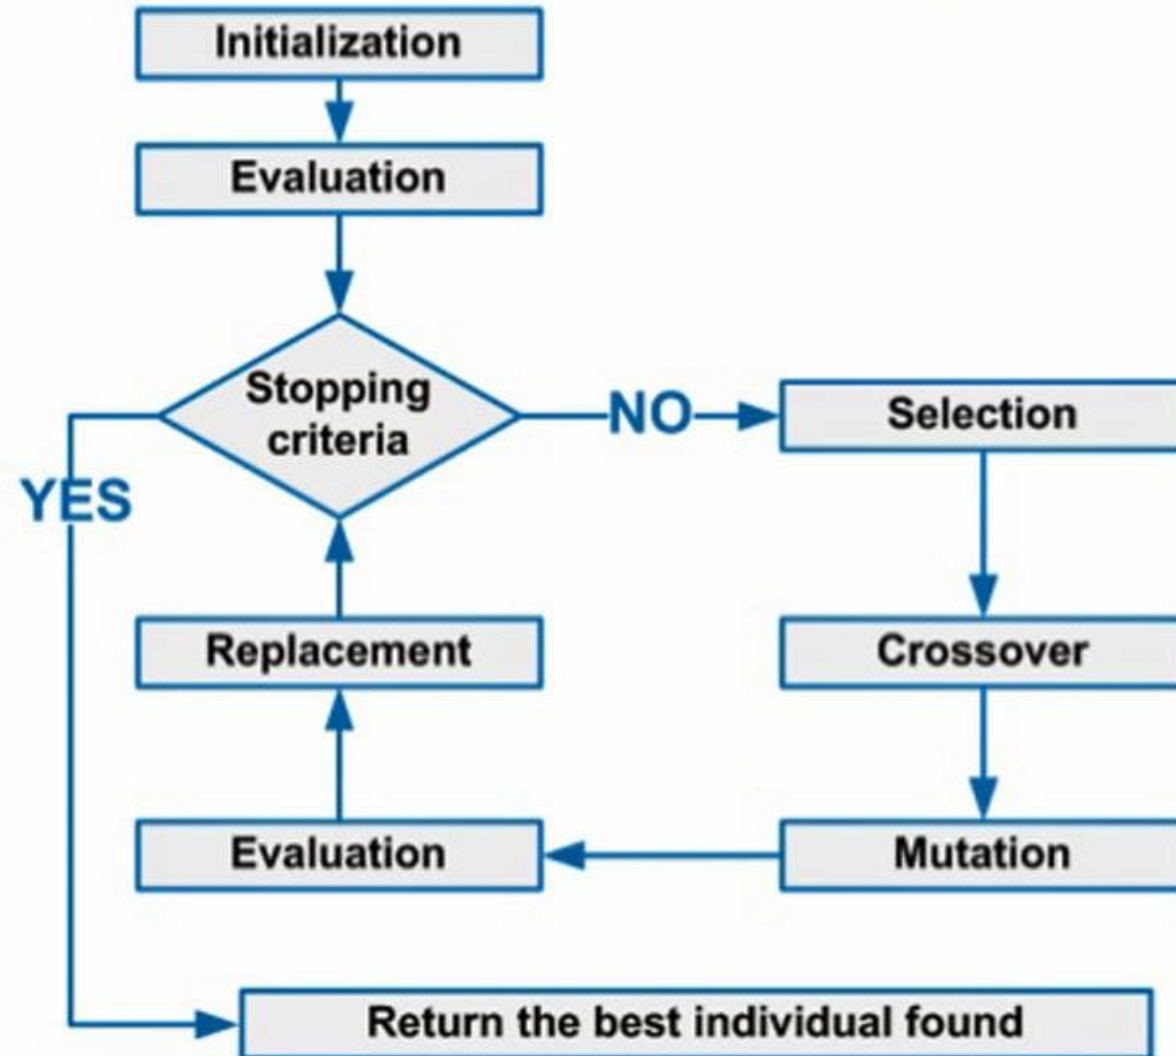 Initialization
Evaluation
Stopping
criteria
NO
Selection
YES
Replacement
Crossover
Evaluation
Mutation
Return the best individual found